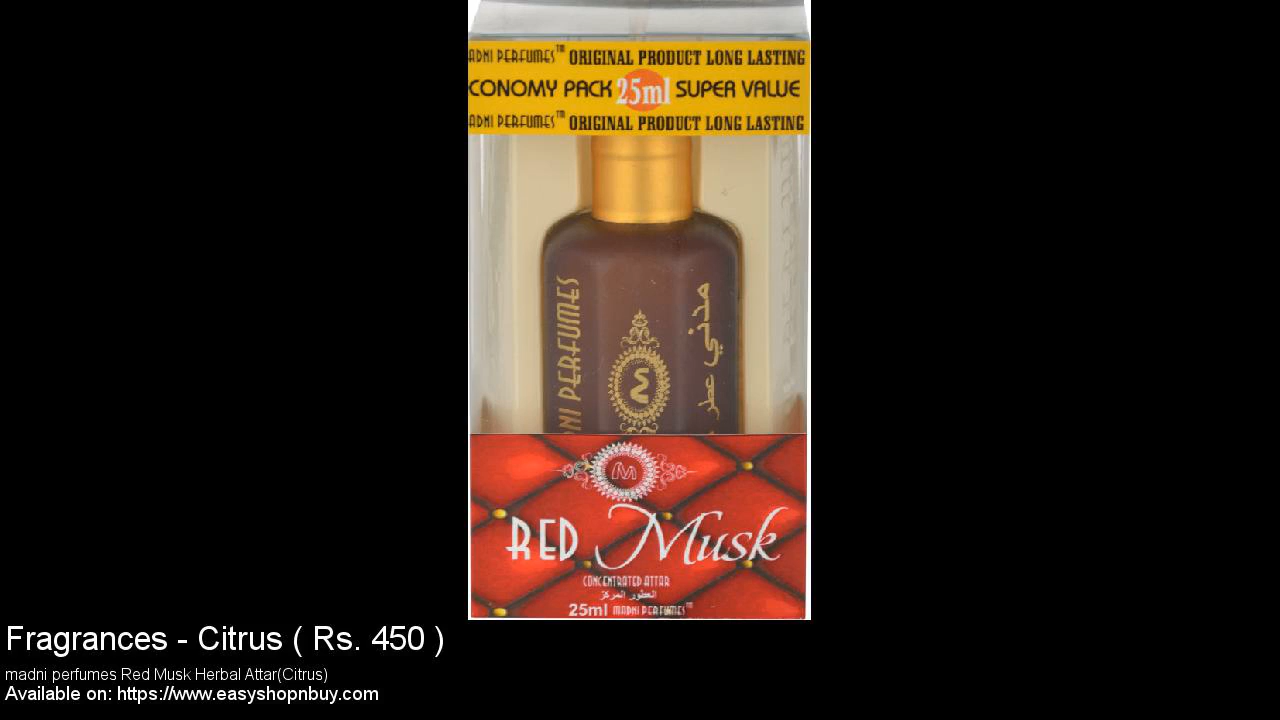 ADNI PERFUMES™ ORIGINAL PRODUCT LONG LASTING
CONOMY PACK 25ml SUPER VALUE
ADNI PERFUMES™ ORIGINAL PRODUCT LONG LASTING
NI PERFUMES
مدني عطر
M
RED Musk
CONCENTRATED ATTAR
العطور المركز
25ml MADNI PERFUMES™
Fragrances - Citrus ( Rs. 450 )
madni perfumes Red Musk Herbal Attar(Citrus)
Available on: https://www.easyshopnbuy.com